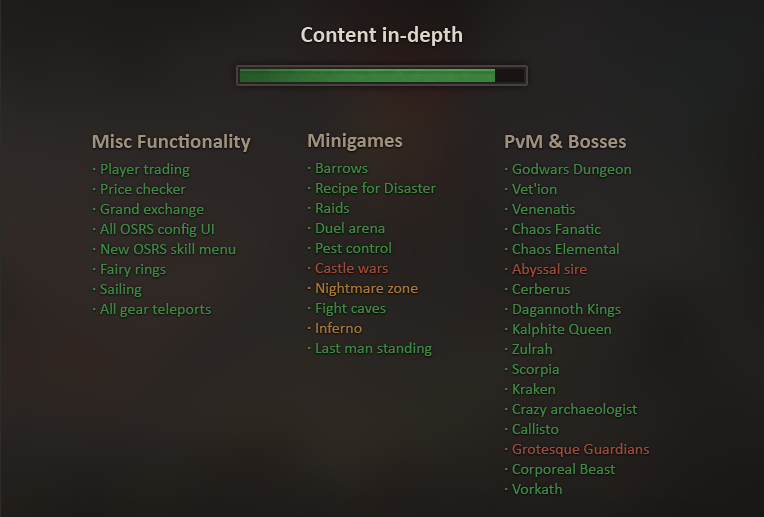 Content in-depth
Misc Functionality
· Player trading
· Price checker
· Grand exchange
· All OSRS config UI
· New OSRS skill menu
· Fairy rings
· Sailing
· All gear teleports
Minigames
· Barrows
· Recipe for Disaster
· Raids
· Duel arena
· Pest control
· Castle wars
· Nightmare zone
· Fight caves
· Inferno
· Last man standing
PvM & Bosses
· Godwars Dungeon
· Vet'ion
· Venenatis
· Chaos Fanatic
· Chaos Elemental
· Abyssal sire
· Cerberus
· Dagannoth Kings
· Kalphite Queen
· Zulrah
· Scorpia
· Kraken
· Crazy archaeologist
· Callisto
· Grotesque Guardians
· Corporeal Beast
· Vorkath